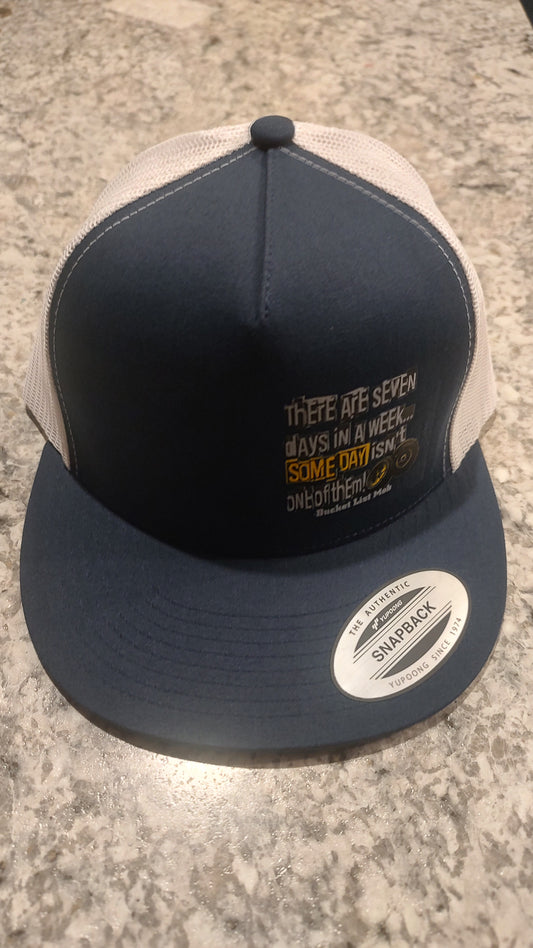 THERE ARE SEVEN
dAYS IN A WEEK...
SOME DAY iSN't
ONE of thEm!
Bucket List Mob
THE AUTHENTIC
YUPOONG
SNAPBACK
YUPOONG SINCE 1974